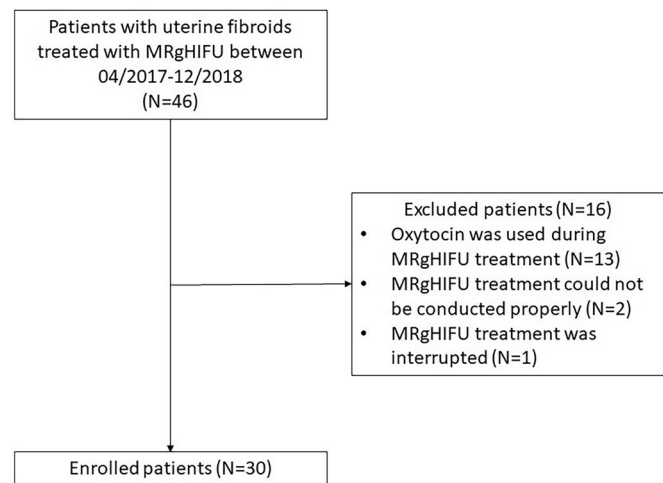 Patients with uterine fibroids
treated with MRgHIFU between
04/2017-12/2018
(N=46)
Excluded patients (N=16)
• Oxytocin was used during
MRgHIFU treatment (N=13)
• MRgHIFU treatment could not
be conducted properly (N=2)
• MRgHIFU treatment was
interrupted (N=1)
Enrolled patients (N=30)